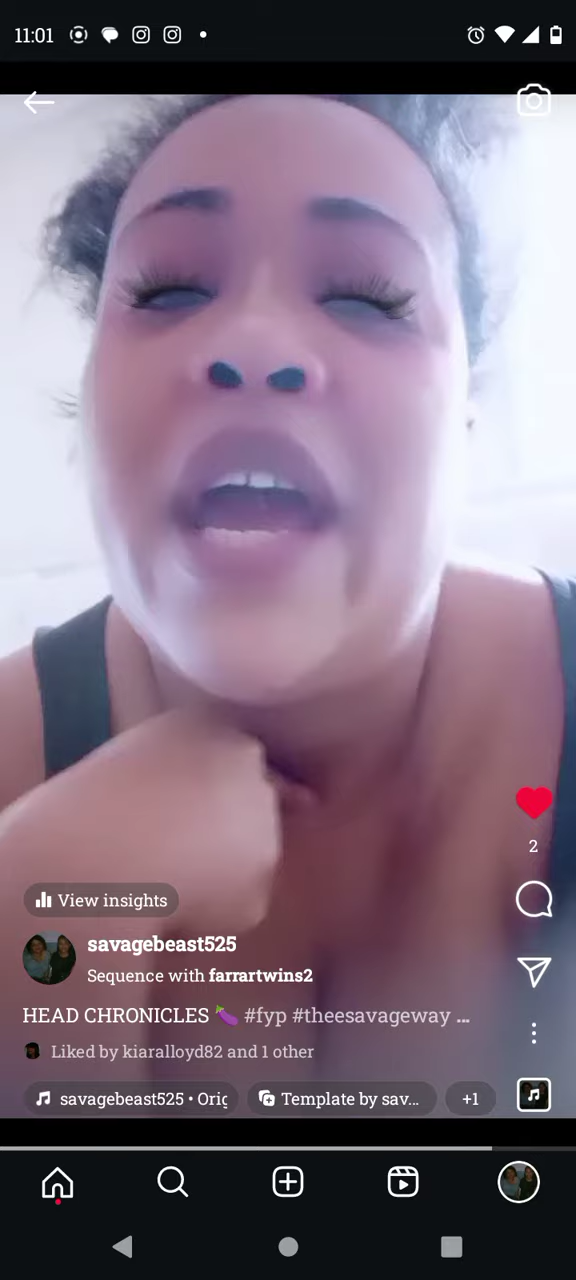 11:01
2
View insights
savagebeast525
Sequence with farrartwins2
HEAD CHRONICLES 🍆 #fyp #theesavageway ...
Liked by kiaralloyd82 and 1 other
savagebeast525 • Orig
Template by sav...
+1